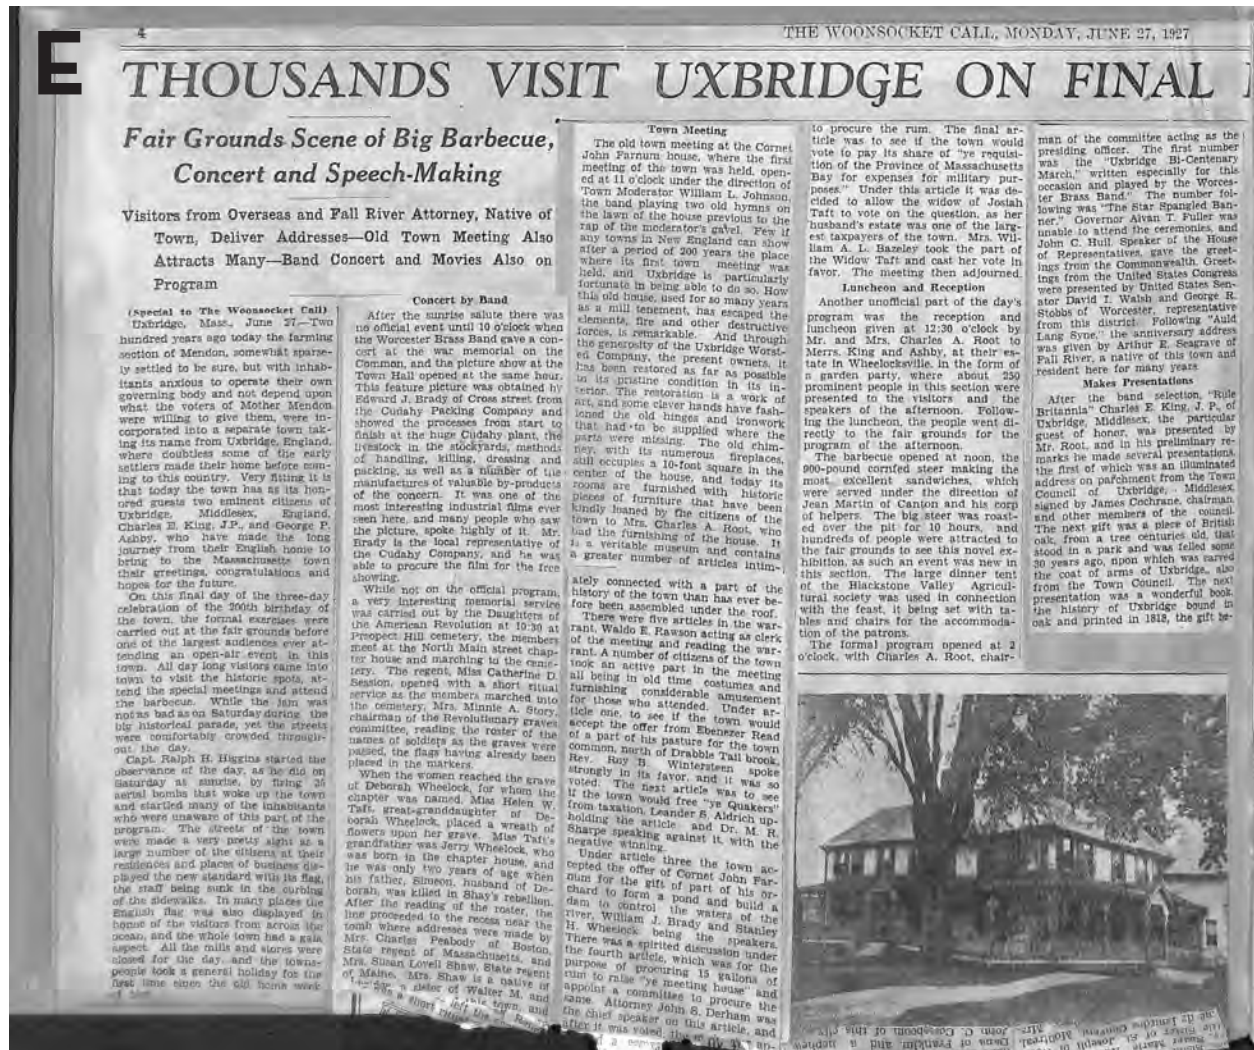 E
4
THE WOONSOCKET CALL, MONDAY, JUNE 27, 1927
THOUSANDS VISIT UXBRIDGE ON FINAL
Fair Grounds Scene of Big Barbecue,
Concert and Speech-Making
Visitors from Overseas and Fall River Attorney, Native of
Town, Deliver Addresses—Old Town Meeting Also
Attracts Many—Band Concert and Movies Also on
Program
(Special to The Woonsocket Call)
Uxbridge, Mass., June 27—Two
hundred years ago today the farming
section of Mendon, somewhat sparse-
ly settled to be sure, but with inhab-
itants anxious to operate their own
governing body and not depend upon
what the voters of Mother Mendon
were willing to give them, were in-
corporated into a separate town tak-
ing its name from Uxbridge, England,
where doubtless some of the early
settlers made their home before com-
ing to this country. Very fitting it is
that today the town has as its hon-
ored guests two eminent citizens of
Uxbridge, Middlesex, England,
Charles E. King, J.P., and George P.
Ashby, who have made the long
journey from their English home to
bring to the Massachusetts town
their greetings, congratulations and
hopes for the future.
On this final day of the three-day
celebration of the 200th birthday of
the town, the formal exercises were
carried out at the fair grounds before
one of the largest audiences ever at-
tending an open-air event in this
town. All day long visitors came into
town to visit the historic spots, at-
tend the special meetings and attend
the barbecue. While the jam was
not as bad as on Saturday during the
big historical parade, yet the streets
were comfortably crowded through-
out the day.
Capt. Ralph H. Higgins started the
observance of the day, as he did on
Saturday at sunrise, by firing 25
aerial bombs that woke up the town
and startled many of the inhabitants
who were unaware of this part of the
program. The streets of the town
were made a very pretty sight as a
large number of the citizens at their
residences and places of business dis-
played the new standard with its flag,
the staff being sunk in the curbing
of the sidewalks. In many places the
English flag was also displayed in
honor of the visitors from across the
ocean, and the whole town had a gala
aspect. All the mills and stores were
closed for the day, and the towns-
people took a general holiday for the
first time since the old home week
Concert by Band
After the sunrise salute there was
no official event until 10 o'clock when
the Worcester Brass Band gave a con-
cert at the war memorial on the
Common, and the picture show at the
Town Hall opened at the same hour.
This feature picture was obtained by
Edward J. Brady of Cross street from
the Cudahy Packing Company and
showed the processes from start to
finish at the huge Cudahy plant, the
livestock in the stockyards, methods
of handling, killing, dressing and
packing, as well as a number of the
manufactures of valuable by-products
of the concern. It was one of the
most interesting industrial films ever
seen here, and many people who saw
the picture, spoke highly of it. Mr.
Brady is the local representative of
the Cudahy Company, and he was
able to procure the film for the free
showing.
While not on the official program,
a very interesting memorial service
was carried out by the Daughters of
the American Revolution at 10:30 at
Prospect Hill cemetery, the members
meet at the North Main street chap-
ter house and marching to the ceme-
tery. The regent, Miss Catherine D.
Session, opened with a short ritual
service as the members marched into
the cemetery, Mrs. Minnie A. Story,
chairman of the Revolutionary graves
committee, reading the roster of the
names of soldiers as the graves were
passed, the flags having already been
placed in the markers.
When the women reached the grave
of Deborah Wheelock, for whom the
chapter was named, Miss Helen W.
Taft, great-granddaughter of De-
borah Wheelock, placed a wreath of
flowers upon her grave. Miss Taft's
grandfather was Jerry Wheelock, who
was born in the chapter house, and
he was only two years of age when
his father, Simeon, husband of De-
borah, was killed in Shay's rebellion.
After the reading of the roster, the
line proceeded to the recess near the
tomb where addresses were made by
Mrs. Charles Peabody of Boston,
State regent of Massachusetts, and
Mrs. Susan Lovell Shaw, State regent
of Maine. Mrs. Shaw is a native of
a sister of Walter M. and
Town Meeting
The old town meeting at the Cornet
John Farnum house, where the first
meeting of the town was held, open-
ed at 11 o'clock under the direction of
Town Moderator William L. Johnson,
the band playing two old hymns on
the lawn of the house previous to the
rap of the moderator's gavel. Few if
any towns in New England can show
after a period of 200 years the place
where its first town meeting was
held, and Uxbridge is particularly
fortunate in being able to do so. How
this old house, used for so many years
as a mill tenement, has escaped the
elements, fire and other destructive
forces, is remarkable. And through
the generosity of the Uxbridge Worst-
ed Company, the present owners, it
has been restored as far as possible
in its pristine condition in its in-
terior. The restoration is a work of
art, and some clever hands have fash-
ioned the old hinges and ironwork
that had to be supplied where the
parts were missing. The old chim-
ney, with its numerous fireplaces,
still occupies a 10-foot square in the
center of the house, and today its
rooms are furnished with historic
pieces of furniture that have been
kindly loaned by the citizens of the
town to Mrs. Charles A. Root, who
had the furnishing of the house. It
is a veritable museum and contains
a greater number of articles intim-
ately connected with a part of the
history of the town than has ever be-
fore been assembled under the roof.
There were five articles in the war-
rant, Waldo E. Rawson acting as clerk
of the meeting and reading the war-
rant. A number of citizens of the town
took an active part in the meeting
all being in old time costumes and
furnishing considerable amusement
for those who attended. Under ar-
ticle one, to see if the town would
accept the offer from Ebenezer Read
of a part of his pasture for the town
common, north of Drabble Tail brook,
Rev. Roy B. Wintersteen spoke
strongly in its favor, and it was so
voted. The next article was to see
if the town would free "ye Quakers"
from taxation, Leander S. Aldrich up-
holding the article and Dr. M. R.
Sharpe speaking against it, with the
negative winning.
Under article three the town ac-
cepted the offer of Cornet John Far-
num for the gift of part of his or-
chard to form a pond and build a
dam to control the waters of the
river, William J. Brady and Stanley
H. Wheelock being the speakers.
There was a spirited discussion under
the fourth article, which was for the
purpose of procuring 15 gallons of
rum to raise "ye meeting house" and
appoint a committee to procure the
same. Attorney John S. Derham was
the chief speaker on this article, and
after it was voted
to procure the rum. The final ar-
ticle was to see if the town would
vote to pay its share of "ye requisi-
tion of the Province of Massachusetts
Bay for expenses for military pur-
poses." Under this article it was de-
cided to allow the widow of Josiah
Taft to vote on the question, as her
husband's estate was one of the larg-
est taxpayers of the town. Mrs. Wil-
liam A. L. Bazeley took the part of
the Widow Taft and cast her vote in
favor. The meeting then adjourned.
Luncheon and Reception
Another unofficial part of the day's
program was the reception and
luncheon given at 12:30 o'clock by
Mr. and Mrs. Charles A. Root to
Merrs. King and Ashby, at their es-
tate in Wheelocksville, in the form of
a garden party, where about 250
prominent people in this section were
presented to the visitors and the
speakers of the afternoon. Follow-
ing the luncheon, the people went di-
rectly to the fair grounds for the
program of the afternoon.
The barbecue opened at noon, the
900-pound cornfed steer making the
most excellent sandwiches, which
were served under the direction of
Jean Martin of Canton and his corp
of helpers. The big steer was roast-
ed over the pit for 10 hours, and
hundreds of people were attracted to
the fair grounds to see this novel ex-
hibition, as such an event was new in
this section. The large dinner tent
of the Blackstone Valley Agricul-
tural society was used in connection
with the feast, it being set with ta-
bles and chairs for the accommoda-
tion of the patrons.
The formal program opened at 2
o'clock, with Charles A. Root, chair-
man of the committee acting as the
presiding officer. The first number
was the "Uxbridge Bi-Centenary
March," written especially for this
occasion and played by the Worces-
ter Brass Band." The number fol-
lowing was "The Star Spangled Ban-
ner." Governor Alvan T. Fuller was
unable to attend the ceremonies, and
John C. Hull, Speaker of the House
of Representatives, gave the greet-
ings from the Commonwealth. Greet-
ings from the United States Congress
were presented by United States Sen-
ator David I. Walsh and George R.
Stobbs of Worcester, representative
from this district. Following "Auld
Lang Syne," the anniversary address
was given by Arthur E. Seagrave of
Fall River, a native of this town and
resident here for many years
Makes Presentations
After the band selection, "Rule
Britannia" Charles E. King, J. P., of
Uxbridge, Middlesex, the particular
guest of honor, was presented by
Mr. Root, and in his preliminary re-
marks he made several presentations,
the first of which was an illuminated
address on parchment from the Town
Council of Uxbridge, Middlesex,
signed by James Cochrane, chairman
and other members of the council.
The next gift was a piece of British
oak, from a tree centuries old, that
stood in a park and was felled some
30 years ago, upon which was carved
the coat of arms of Uxbridge, also
from the Town Council. The next
presentation was a wonderful book,
the history of Uxbridge bound in
oak and printed in 1818, the gift be-